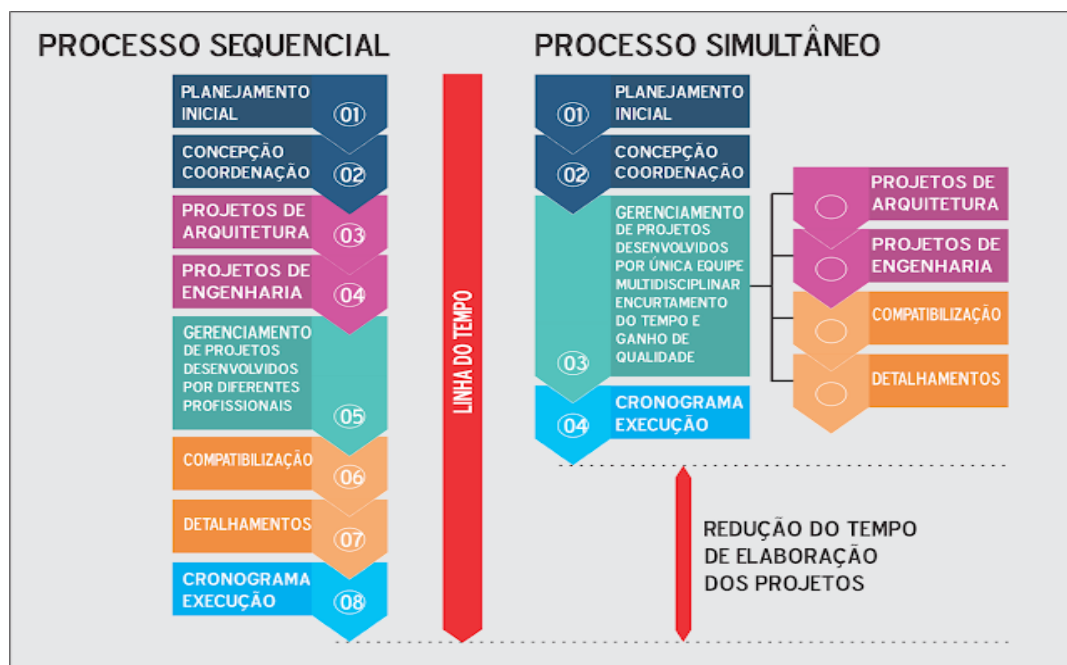 PROCESSO SEQUENCIAL
PLANEJAMENTO
INICIAL
01
CONCEPÇÃO
COORDENAÇÃO
02
PROJETOS DE
ARQUITETURA
03
PROJETOS DE
ENGENHARIA
04
GERENCIAMENTO
DE PROJETOS
DESENVOLVIDOS
POR DIFERENTES
PROFISSIONAIS
05
COMPATIBILIZAÇÃO
06
DETALHAMENTOS
07
CRONOGRAMA
EXECUÇÃO
08
LINHA DO TEMPO
PROCESSO SIMULTÂNEO
01
PLANEJAMENTO
INICIAL
02
CONCEPÇÃO
COORDENAÇÃO
GERENCIAMENTO
DE PROJETOS
DESENVOLVIDOS
POR ÚNICA EQUIPE
MULTIDISCIPLINAR
ENCURTAMENTO
DO TEMPO E
GANHO DE
QUALIDADE
03
04
CRONOGRAMA
EXECUÇÃO
PROJETOS DE
ARQUITETURA
PROJETOS DE
ENGENHARIA
COMPATIBILIZAÇÃO
DETALHAMENTOS
REDUÇÃO DO TEMPO
DE ELABORAÇÃO
DOS PROJETOS